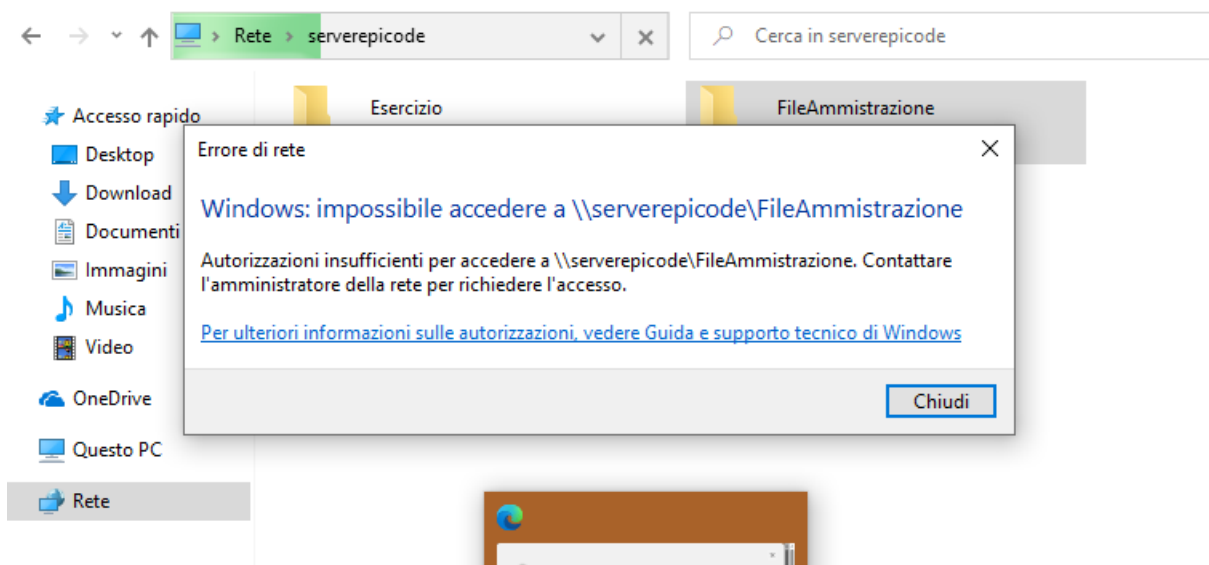 Rete > serverepicode
Cerca in serverepicode
Accesso rapido
Desktop
Download
Documenti
Immagini
Musica
Video
OneDrive
Questo PC
Rete
Esercizio
FileAmmistrazione
Errore di rete
Windows: impossibile accedere a \\serverepicode\FileAmmistrazione
Autorizzazioni insufficienti per accedere a \\serverepicode\FileAmmistrazione. Contattare
l'amministratore della rete per richiedere l'accesso.
Per ulteriori informazioni sulle autorizzazioni, vedere Guida e supporto tecnico di Windows
Chiudi